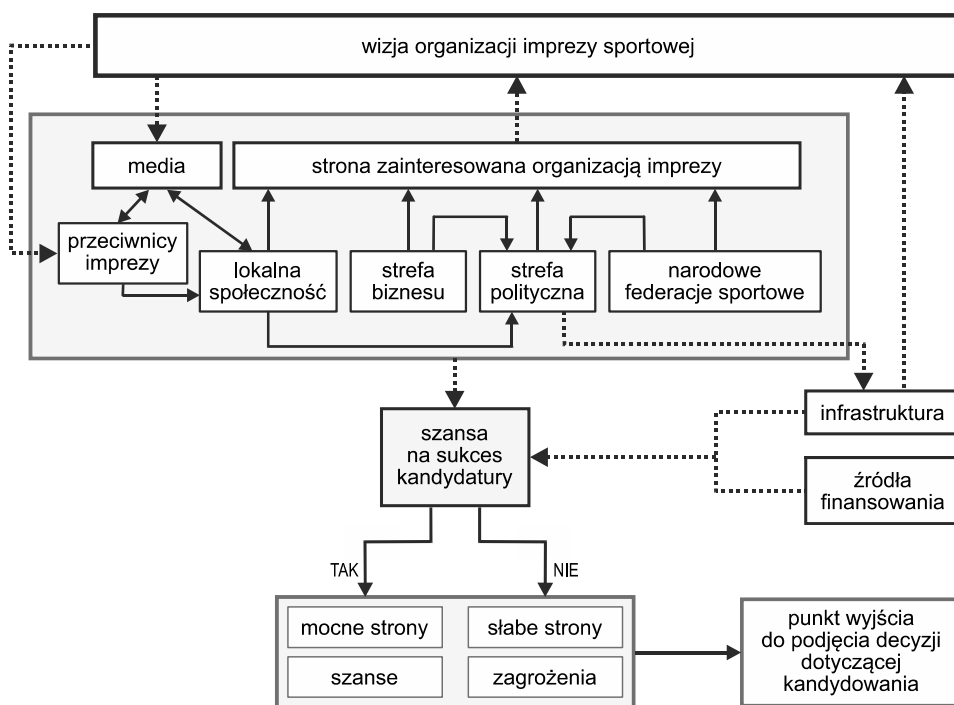 wizja organizacji imprezy sportowej
media
strona zainteresowana organizacją imprezy
przeciwnicy
imprezy
lokalna
społeczność
strefa
biznesu
strefa
polityczna
narodowe
federacje sportowe
szansa
na sukces
kandydatury
infrastruktura
źródła
finansowania
TAK
NIE
mocne strony
słabe strony
szanse
zagrożenia
punkt wyjścia
do podjęcia decyzji
dotyczącej
kandydowania